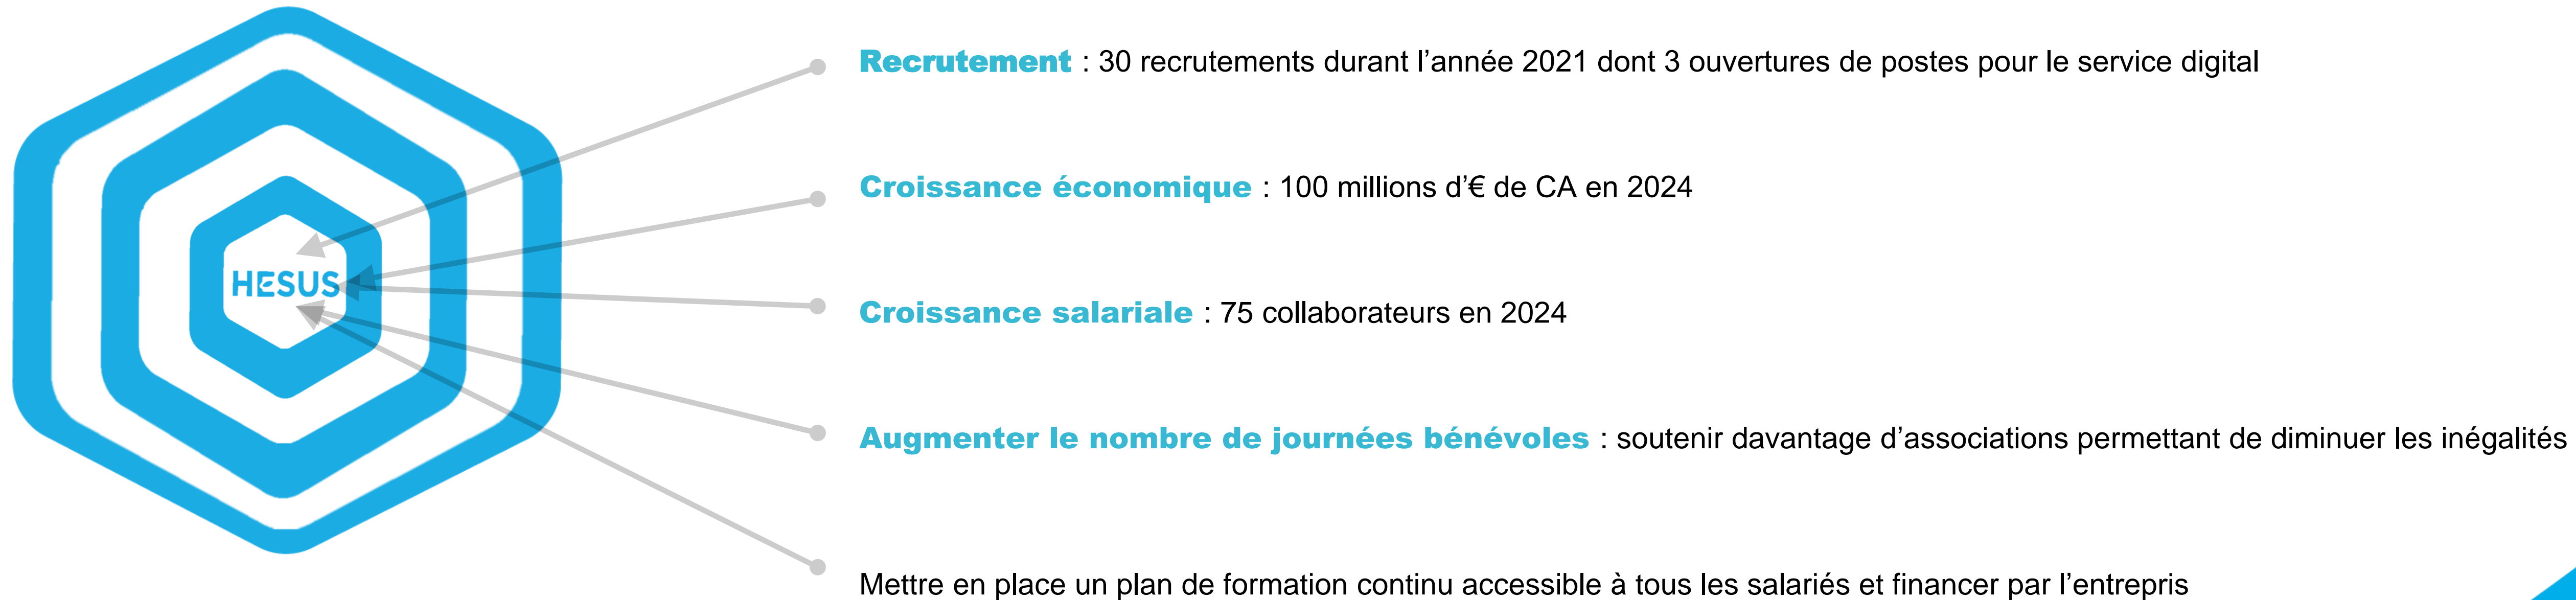 Recrutement : 30 recrutements durant l’année 2021 dont 3 ouvertures de postes pour le service digital
Croissance économique : 100 millions d’€ de CA en 2024
HESUS
Croissance salariale : 75 collaborateurs en 2024
Augmenter le nombre de journées bénévoles : soutenir davantage d’associations permettant de diminuer les inégalités
Mettre en place un plan de formation continu accessible à tous les salariés et financer par l’entrepris